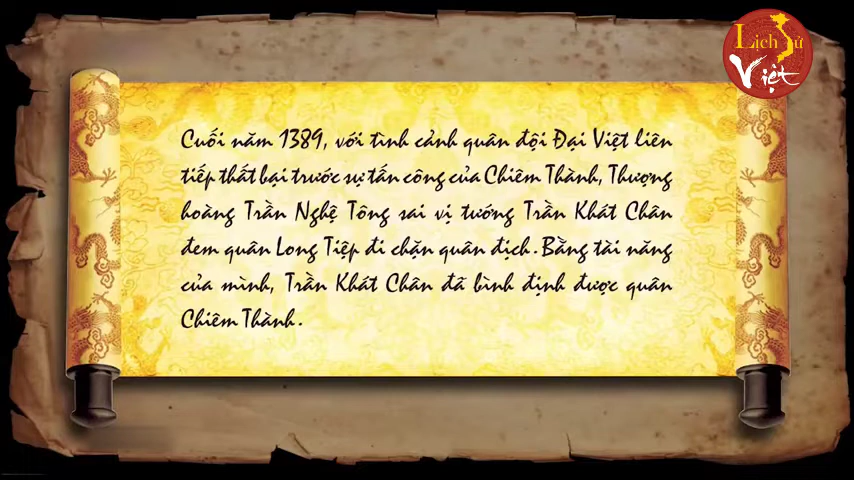 Lịch Sử
Việt
Cuối năm 1389, với tình cảnh quân đội Đại Việt liên
tiếp thất bại trước sự tấn công của Chiêm Thành, Thượng
hoàng Trần Nghệ Tông sai vị tướng Trần Khát Chân
đem quân Long Tiệp đi chặn quân địch. Bằng tài năng
của mình, Trần Khát Chân đã bình định được quân
Chiêm Thành.